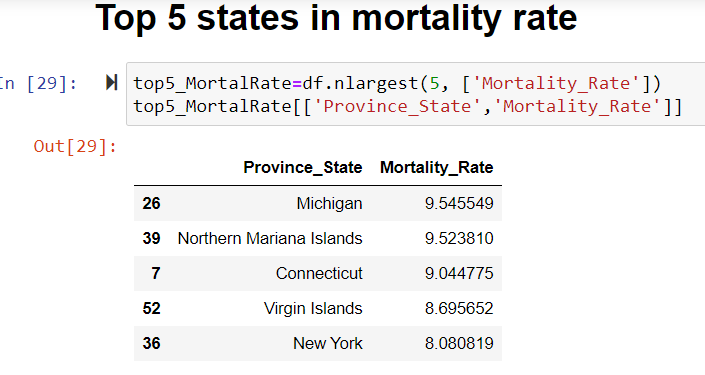 Top 5 states in mortality rate
In [29]: top5_MortalRate=df.nlargest(5, ['Mortality_Rate'])
top5_MortalRate[['Province_State','Mortality_Rate']]
Out[29]:
Province_State Mortality_Rate
26 Michigan 9.545549
39 Northern Mariana Islands 9.523810
7 Connecticut 9.044775
52 Virgin Islands 8.695652
36 New York 8.080819